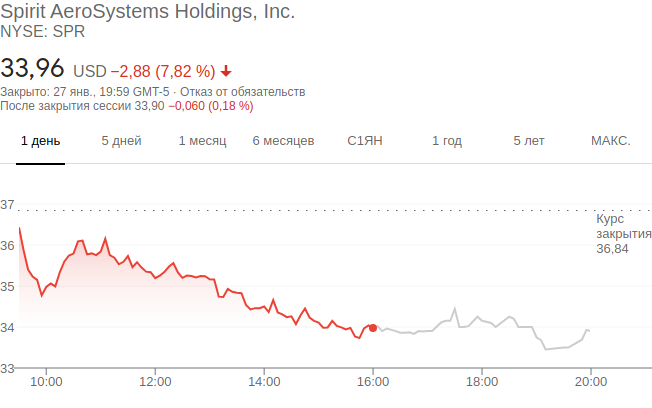 Spirit AeroSystems Holdings, Inc.
NYSE: SPR
33,96 USD −2,88 (7,82 %)
Закрыто: 27 янв., 19:59 GMT-5 · Отказ от обязательств
После закрытия сессии 33,90 −0,060 (0,18 %)
1 день 5 дней 1 месяц 6 месяцев С1ЯН 1 год 5 лет МАКС.
37
Курс
закрытия
36,84
36
35
34
33
10:00 12:00 14:00 16:00 18:00 20:00